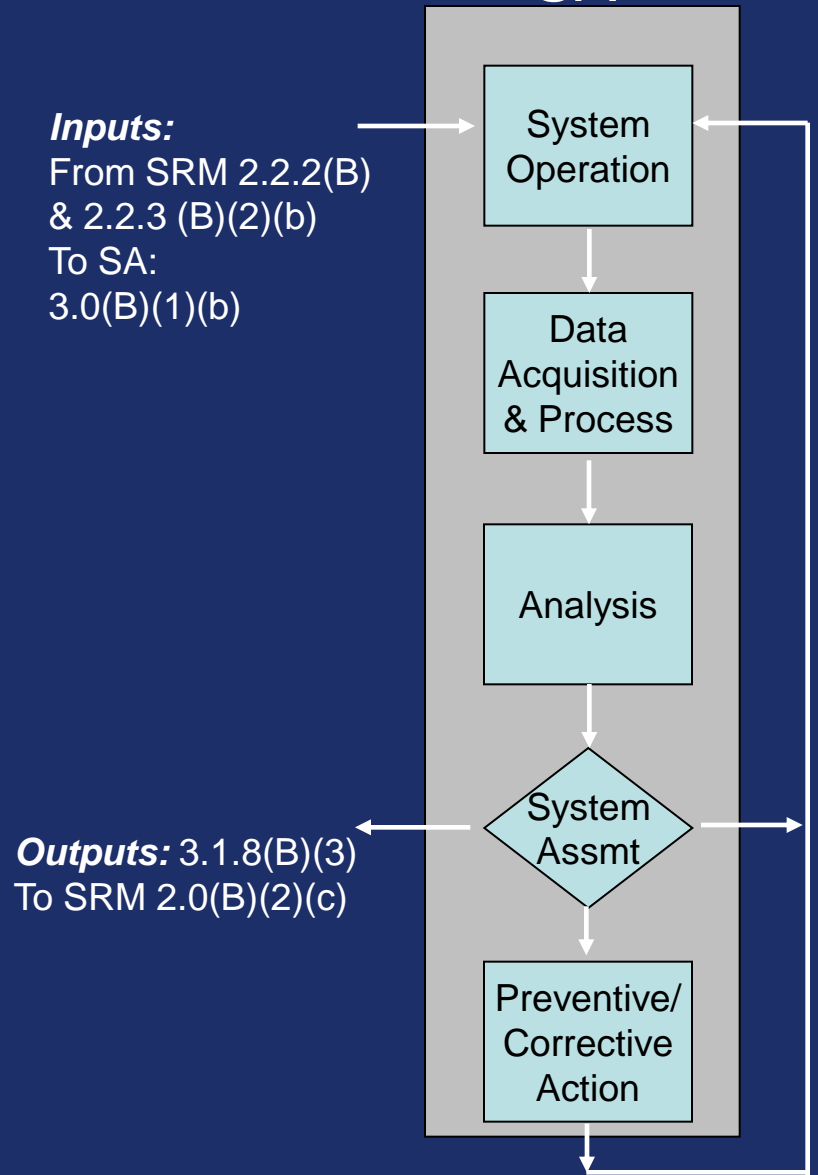 Inputs:
From SRM 2.2.2(B)
& 2.2.3 (B)(2)(b)
To SA:
3.0(B)(1)(b)
System
Operation
Data
Acquisition
& Process
Analysis
System
Assmt
Outputs: 3.1.8(B)(3)
To SRM 2.0(B)(2)(c)
Preventive/
Corrective
Action